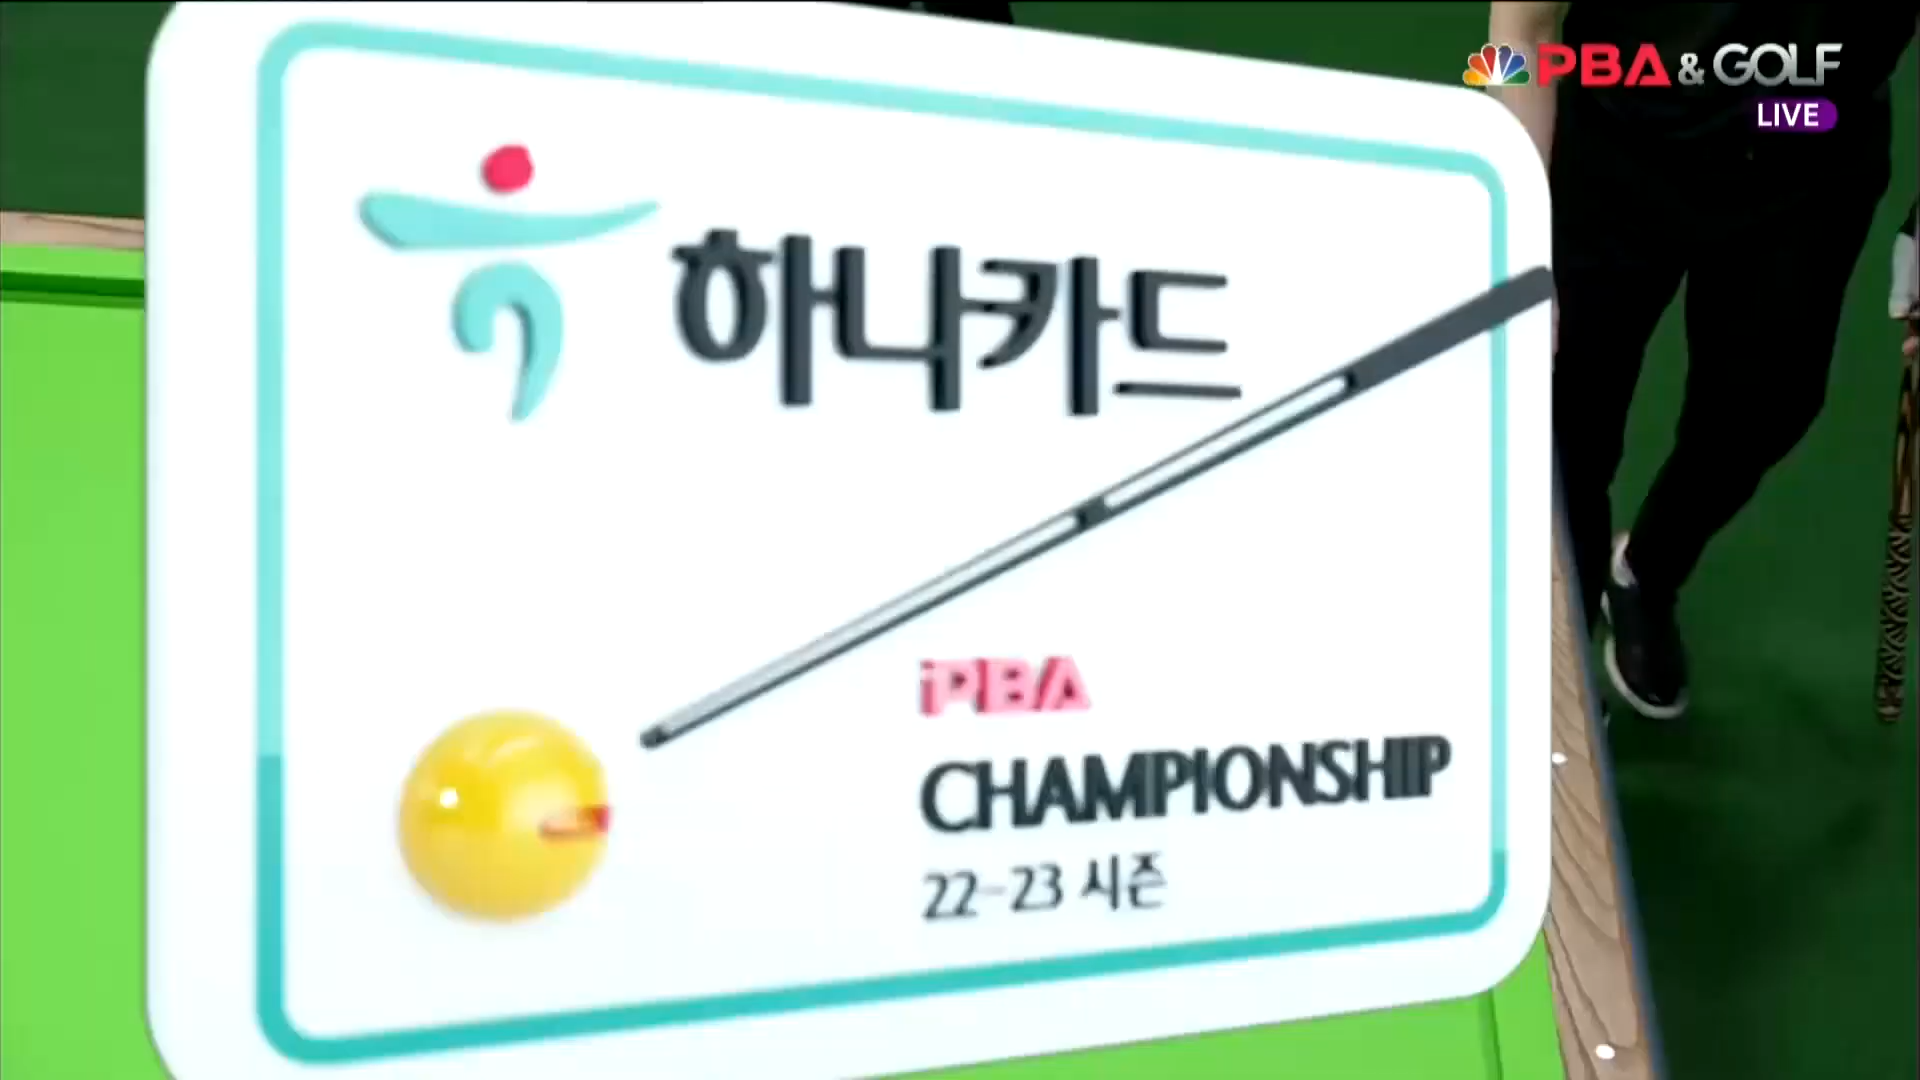 PBA & GOLF
LIVE
하나카드
PBA
CHAMPIONSHIP
22-23 시즌